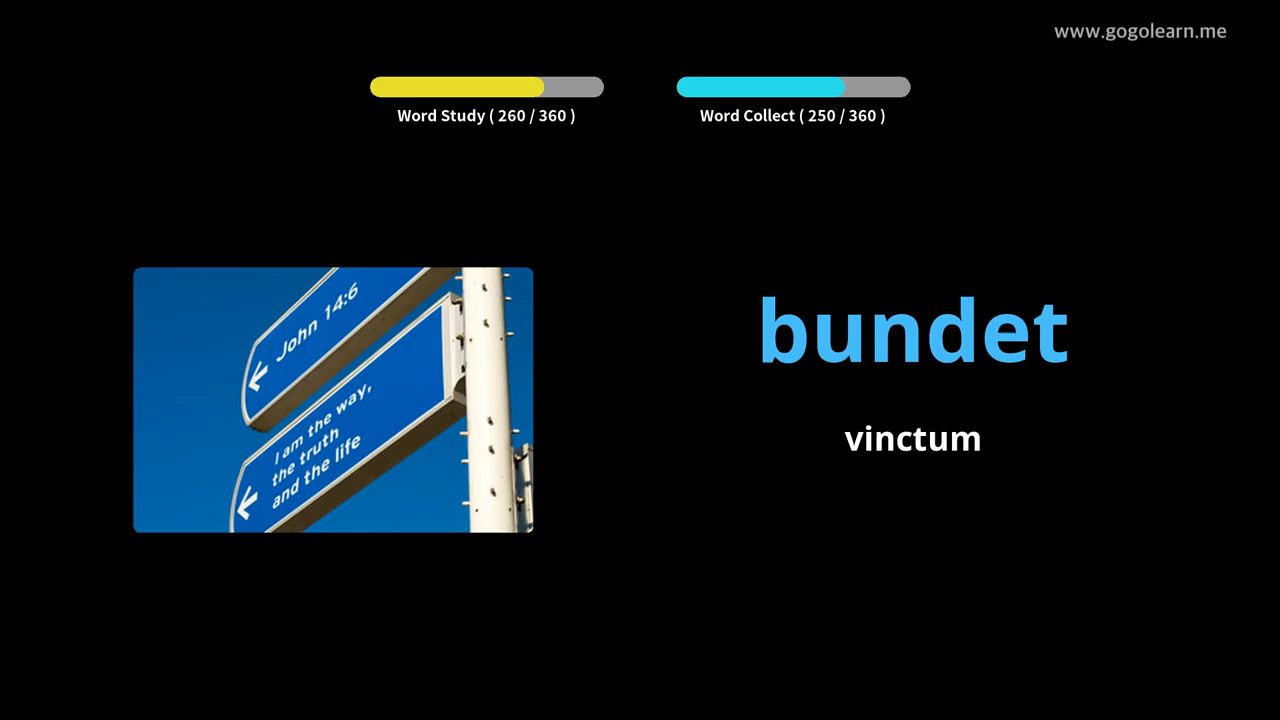 www.gogolearn.me
Word Study ( 260 / 360 )
Word Collect ( 250 / 360 )
John 14:6
I am the way,
the truth
and the life
bundet
vinctum